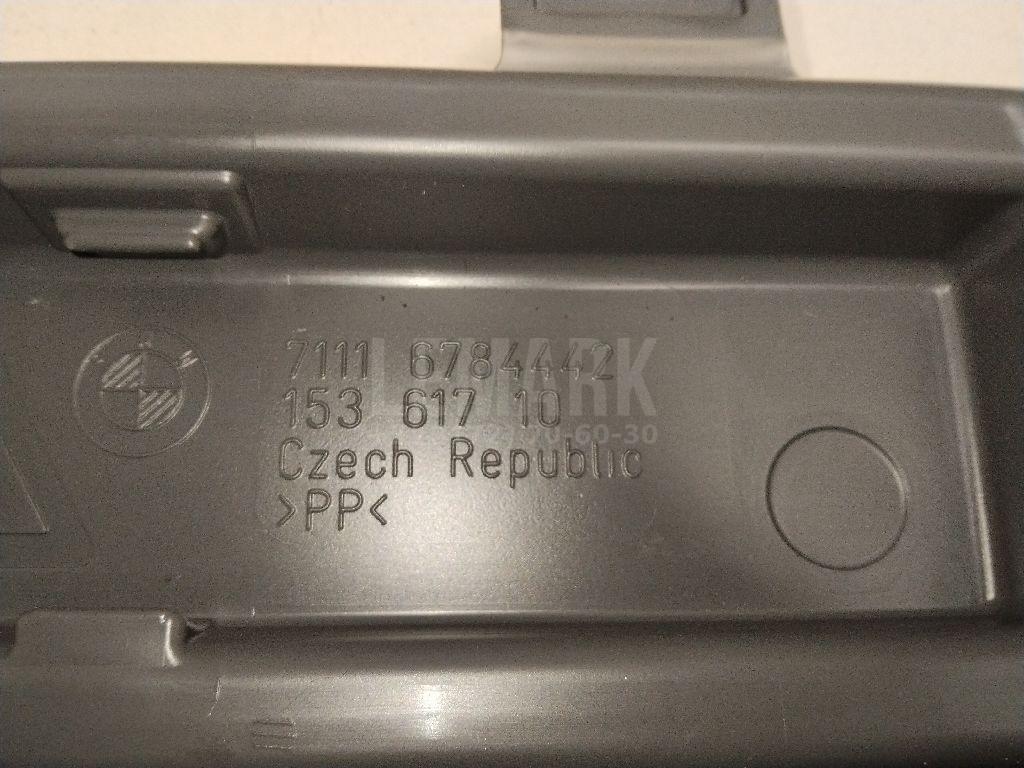 7111 6784442
153 617 10
Czech Republic
>PP<